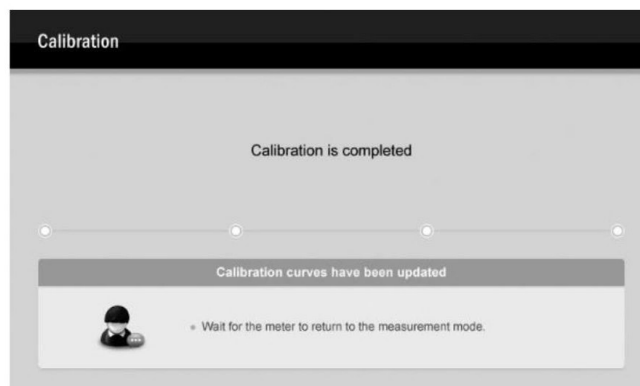 Calibration
Calibration is completed
Calibration curves have been updated
Wait for the meter to return to the measurement mode.